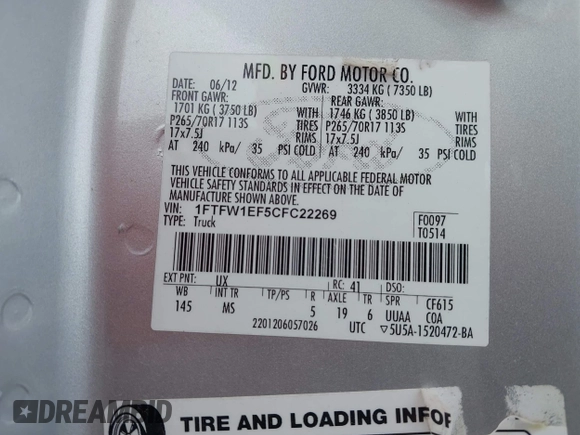 MFD. BY FORD MOTOR CO.
DATE: 06/12 GVWR: 3334 KG ( 7350 LB)
FRONT GAWR: REAR GAWR:
1701 KG ( 3750 LB) WITH 1746 KG ( 3850 LB) WITH
P265/70R17 113S TIRES P265/70R17 113S TIRES
17x7.5J RIMS 17x7.5J RIMS
AT 240 kPa/ 35 PSI COLD AT 240 kPa/ 35 PSI COLD
THIS VEHICLE CONFORMS TO ALL APPLICABLE FEDERAL MOTOR
VEHICLE SAFETY STANDARDS IN EFFECT ON THE DATE OF
MANUFACTURE SHOWN ABOVE.
VIN: 1FTFW1EF5CFC22269 F0097
TYPE: Truck T0514
EXT PNT: UX RC: 41 DSO:
WB INT TR TP/PS R AXLE TR SPR CF615
145 MS 5 19 6 UUAA COA
2201206057026 UTC ▽5U5A-1520472-BA
TIRE AND LOADING INFOR
DREAMBID